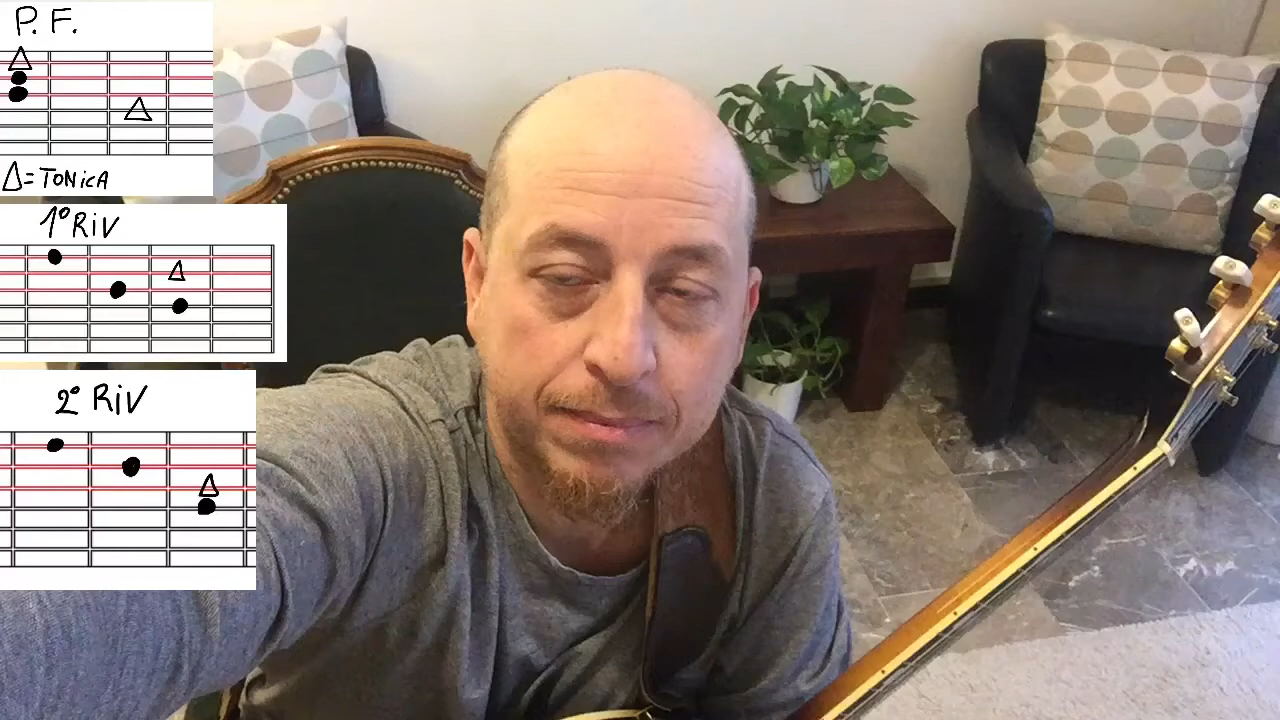 P. F.
Δ= TONICA
1° RiV
2° RiV